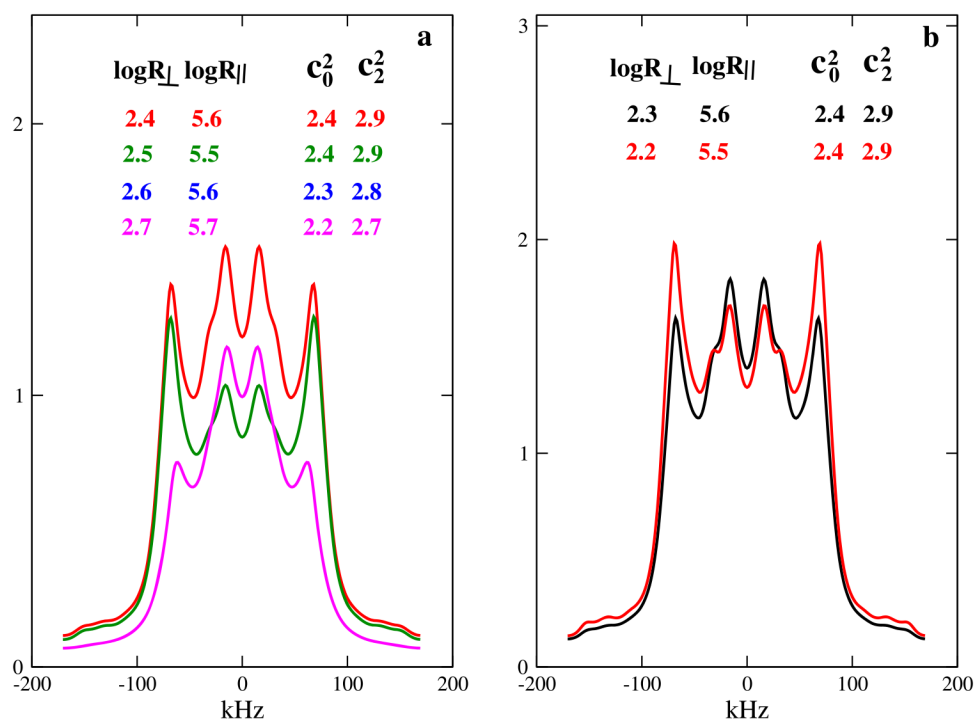 a
logR⊥ logR|| c₀² c₂²
2.4 5.6 2.4 2.9
2.5 5.5 2.4 2.9
2.6 5.6 2.3 2.8
2.7 5.7 2.2 2.7
2
1
0
-200 -100 0 100 200
kHz
b
logR⊥ logR|| c₀² c₂²
2.3 5.6 2.4 2.9
2.2 5.5 2.4 2.9
3
2
1
0
-200 -100 0 100 200
kHz